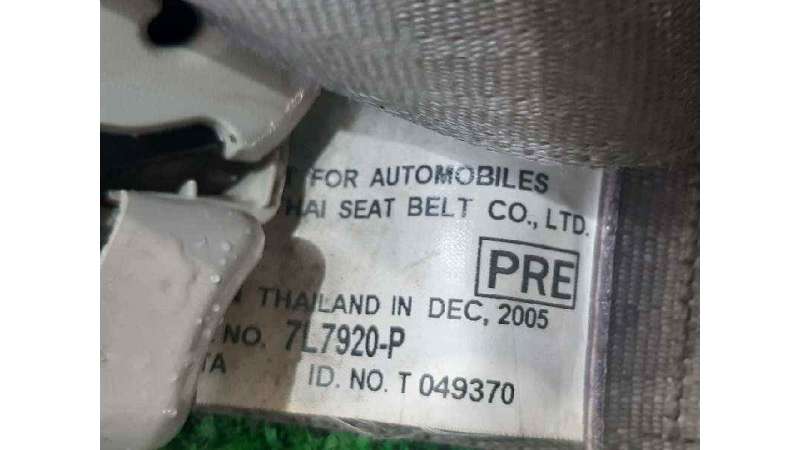 FOR AUTOMOBILES
HAI SEAT BELT CO., LTD.
PRE
N THAILAND IN DEC, 2005
NO. 7L7920-P
TA ID. NO. T 049370